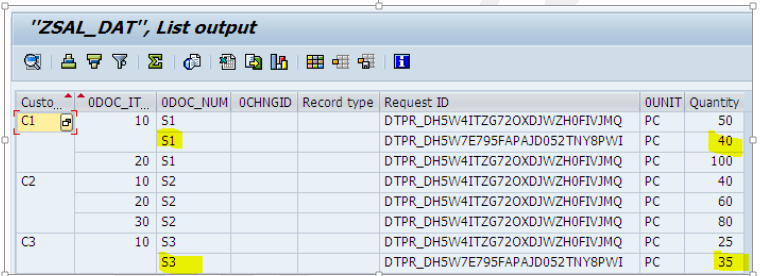 "ZSAL_DAT", List output
Custo... 0DOC_IT... 0DOC_NUM 0CHNGID Record type Request ID 0UNIT Quantity
C1 10 S1 DTPR_DH5W4ITZG72OXDJWZH0FIVJMQ PC 50
S1 DTPR_DH5W7E795FAPAJD052TNY8PWI PC 40
20 S1 DTPR_DH5W4ITZG72OXDJWZH0FIVJMQ PC 100
C2 10 S2 DTPR_DH5W4ITZG72OXDJWZH0FIVJMQ PC 40
20 S2 DTPR_DH5W4ITZG72OXDJWZH0FIVJMQ PC 60
30 S2 DTPR_DH5W4ITZG72OXDJWZH0FIVJMQ PC 80
C3 10 S3 DTPR_DH5W4ITZG72OXDJWZH0FIVJMQ PC 25
S3 DTPR_DH5W7E795FAPAJD052TNY8PWI PC 35